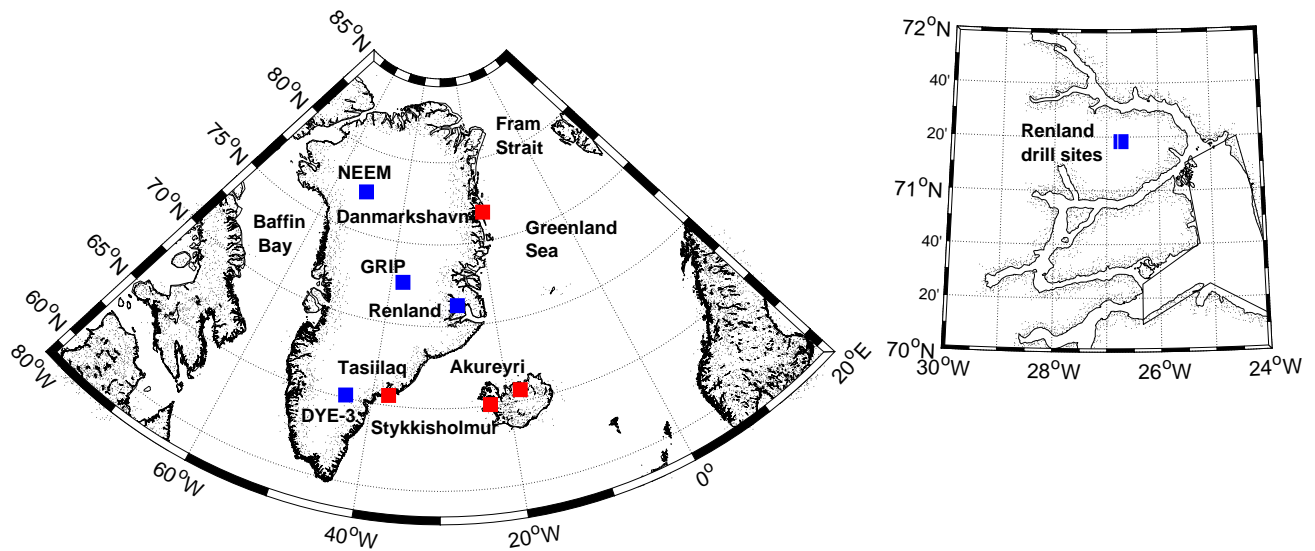 85°N
80°N
75°N
70°N
65°N
60°N
80°W
60°W
40°W
20°W
0°
20°E
Fram
Strait
NEEM
Danmarkshavn
Baffin
Bay
Greenland
Sea
GRIP
Renland
Tasiilaq
Akureyri
DYE-3
Stykkisholmur
72°N
40'
20'
71°N
40'
20'
70°N
30°W
28°W
26°W
24°W
Renland
drill sites